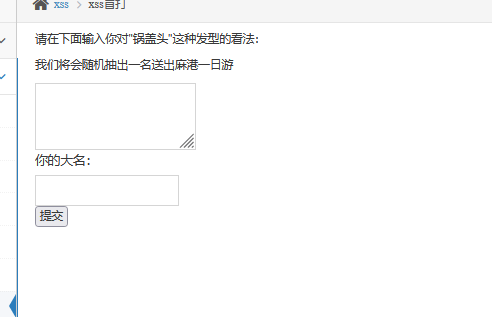 xss > xss盲打
请在下面输入你对"锅盖头"这种发型的看法:
我们将会随机抽出一名送出麻港一日游
你的大名:
提交